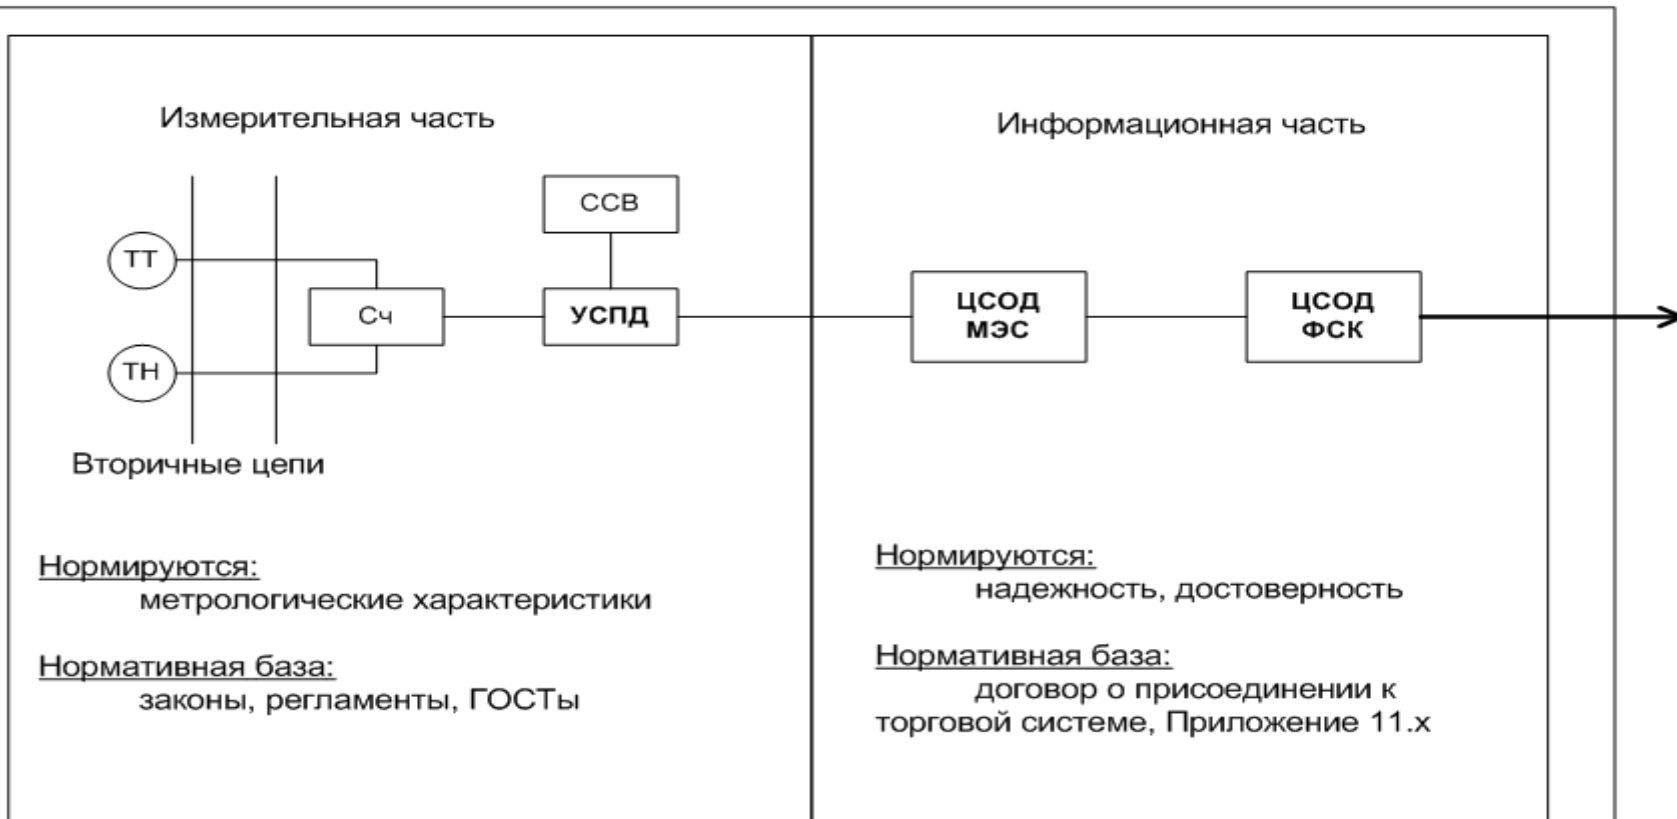 Измерительная часть
ССВ
ТТ
Сч
УСПД
ТН
Вторичные цепи
Нормируются:
метрологические характеристики
Нормативная база:
законы, регламенты, ГОСТы
Информационная часть
ЦСОД
МЭС
ЦСОД
ФСК
Нормируются:
надежность, достоверность
Нормативная база:
договор о присоединении к
торговой системе, Приложение 11.х